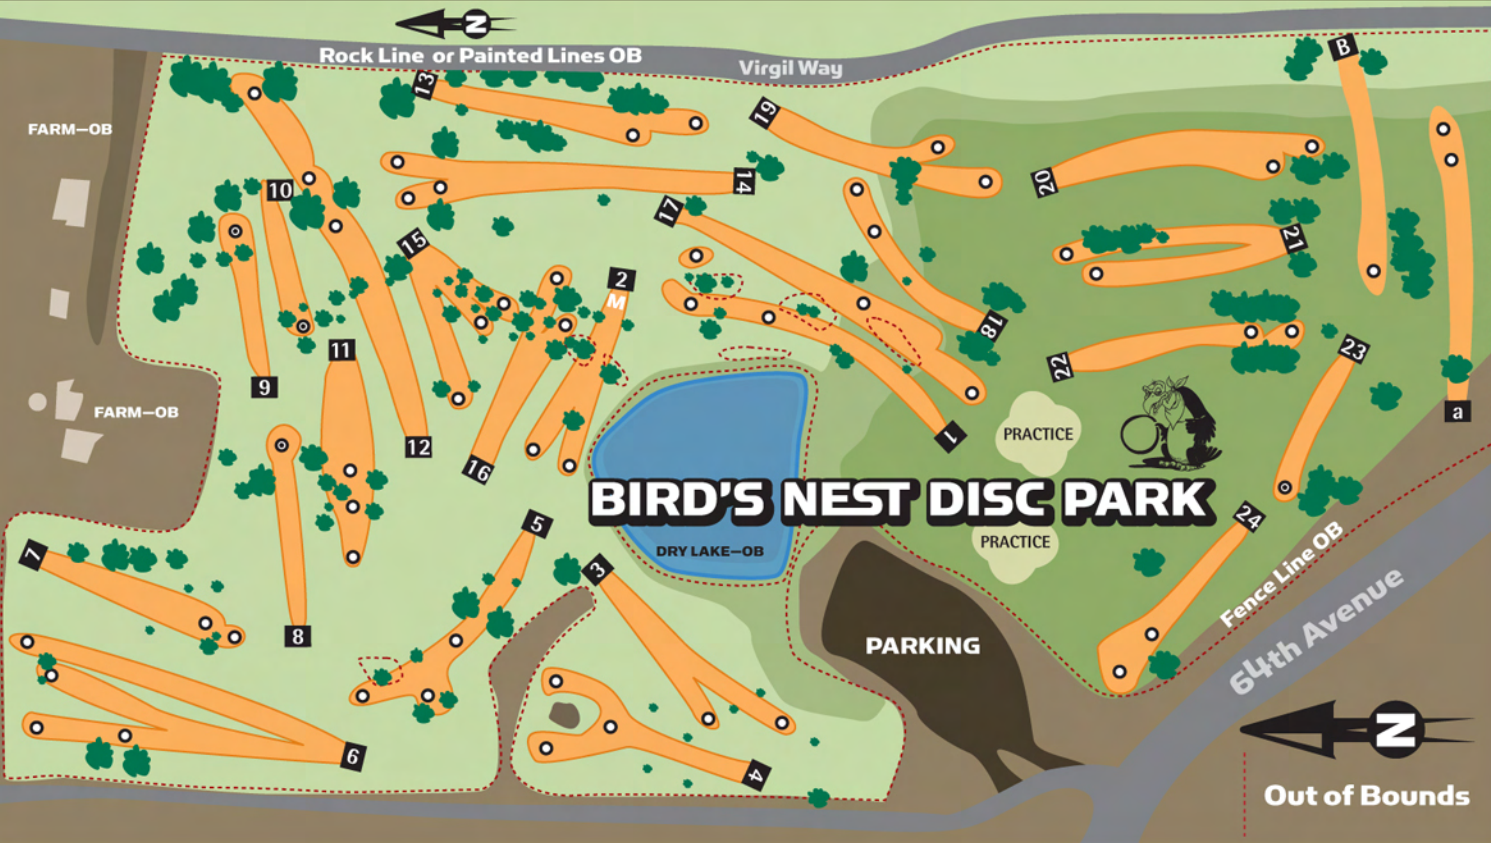 N
Rock Line or Painted Lines OB
Virgil Way
B
13
19
FARM—OB
14
20
10
17
15
21
2
M
18
11
23
22
9
FARM—OB
a
12
1
PRACTICE
16
BIRD'S NEST DISC PARK
5
24
PRACTICE
DRY LAKE—OB
7
3
Fence Line OB
64th Avenue
8
PARKING
N
6
4
Out of Bounds